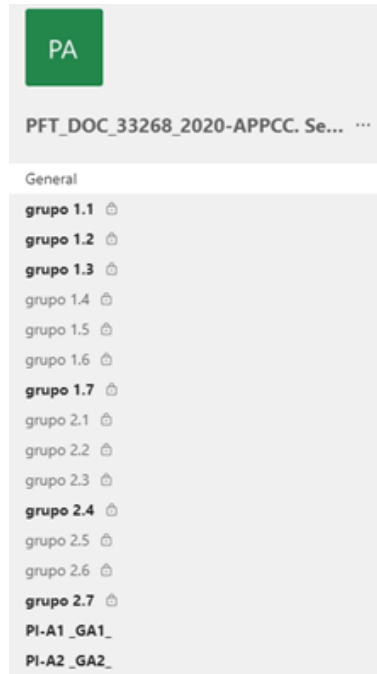 PA
PFT_DOC_33268_2020-APPCC. Se... ...
General
grupo 1.1
grupo 1.2
grupo 1.3
grupo 1.4
grupo 1.5
grupo 1.6
grupo 1.7
grupo 2.1
grupo 2.2
grupo 2.3
grupo 2.4
grupo 2.5
grupo 2.6
grupo 2.7
PI-A1 _GA1_
PI-A2 _GA2_